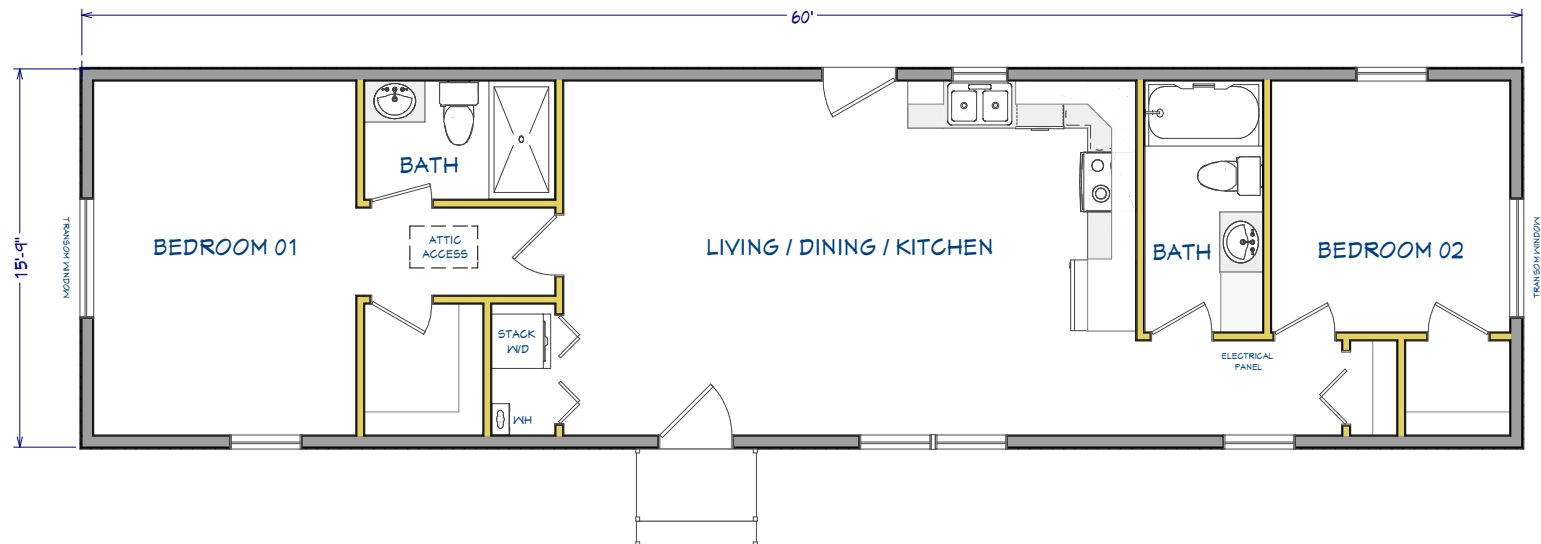 60'
15'-9"
TRANSOM WINDOW
BEDROOM 01
BATH
ATTIC
ACCESS
STACK
W/D
WH
LIVING / DINING / KITCHEN
BATH
BEDROOM 02
ELECTRICAL
PANEL
TRANSOM WINDOW